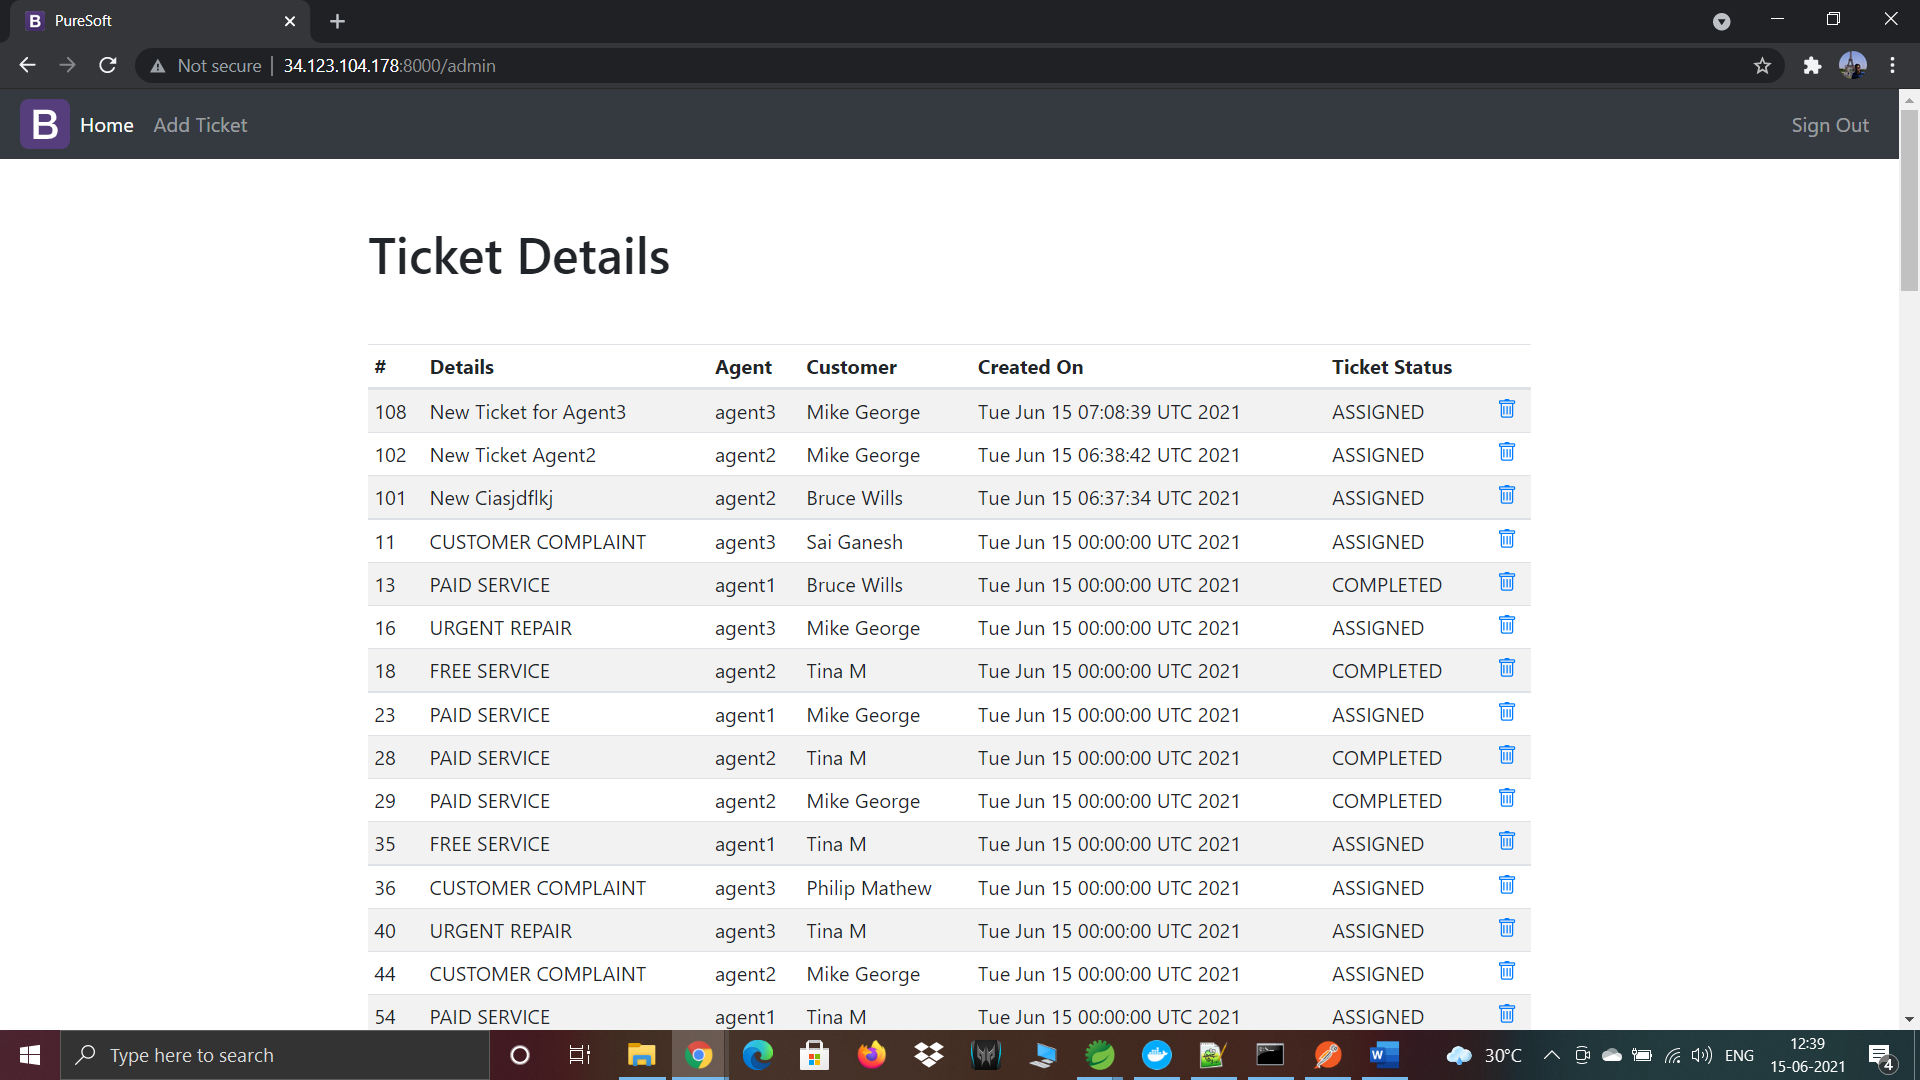 B PureSoft
Not secure | 34.123.104.178:8000/admin
B Home Add Ticket Sign Out
Ticket Details
# Details Agent Customer Created On Ticket Status
108 New Ticket for Agent3 agent3 Mike George Tue Jun 15 07:08:39 UTC 2021 ASSIGNED
102 New Ticket Agent2 agent2 Mike George Tue Jun 15 06:38:42 UTC 2021 ASSIGNED
101 New Ciasjdflkj agent2 Bruce Wills Tue Jun 15 06:37:34 UTC 2021 ASSIGNED
11 CUSTOMER COMPLAINT agent3 Sai Ganesh Tue Jun 15 00:00:00 UTC 2021 ASSIGNED
13 PAID SERVICE agent1 Bruce Wills Tue Jun 15 00:00:00 UTC 2021 COMPLETED
16 URGENT REPAIR agent3 Mike George Tue Jun 15 00:00:00 UTC 2021 ASSIGNED
18 FREE SERVICE agent2 Tina M Tue Jun 15 00:00:00 UTC 2021 COMPLETED
23 PAID SERVICE agent1 Mike George Tue Jun 15 00:00:00 UTC 2021 ASSIGNED
28 PAID SERVICE agent2 Tina M Tue Jun 15 00:00:00 UTC 2021 COMPLETED
29 PAID SERVICE agent2 Mike George Tue Jun 15 00:00:00 UTC 2021 COMPLETED
35 FREE SERVICE agent1 Tina M Tue Jun 15 00:00:00 UTC 2021 ASSIGNED
36 CUSTOMER COMPLAINT agent3 Philip Mathew Tue Jun 15 00:00:00 UTC 2021 ASSIGNED
40 URGENT REPAIR agent3 Tina M Tue Jun 15 00:00:00 UTC 2021 ASSIGNED
44 CUSTOMER COMPLAINT agent2 Mike George Tue Jun 15 00:00:00 UTC 2021 ASSIGNED
54 PAID SERVICE agent1 Tina M Tue Jun 15 00:00:00 UTC 2021 ASSIGNED
Type here to search 30°C ENG 12:39
15-06-2021 4